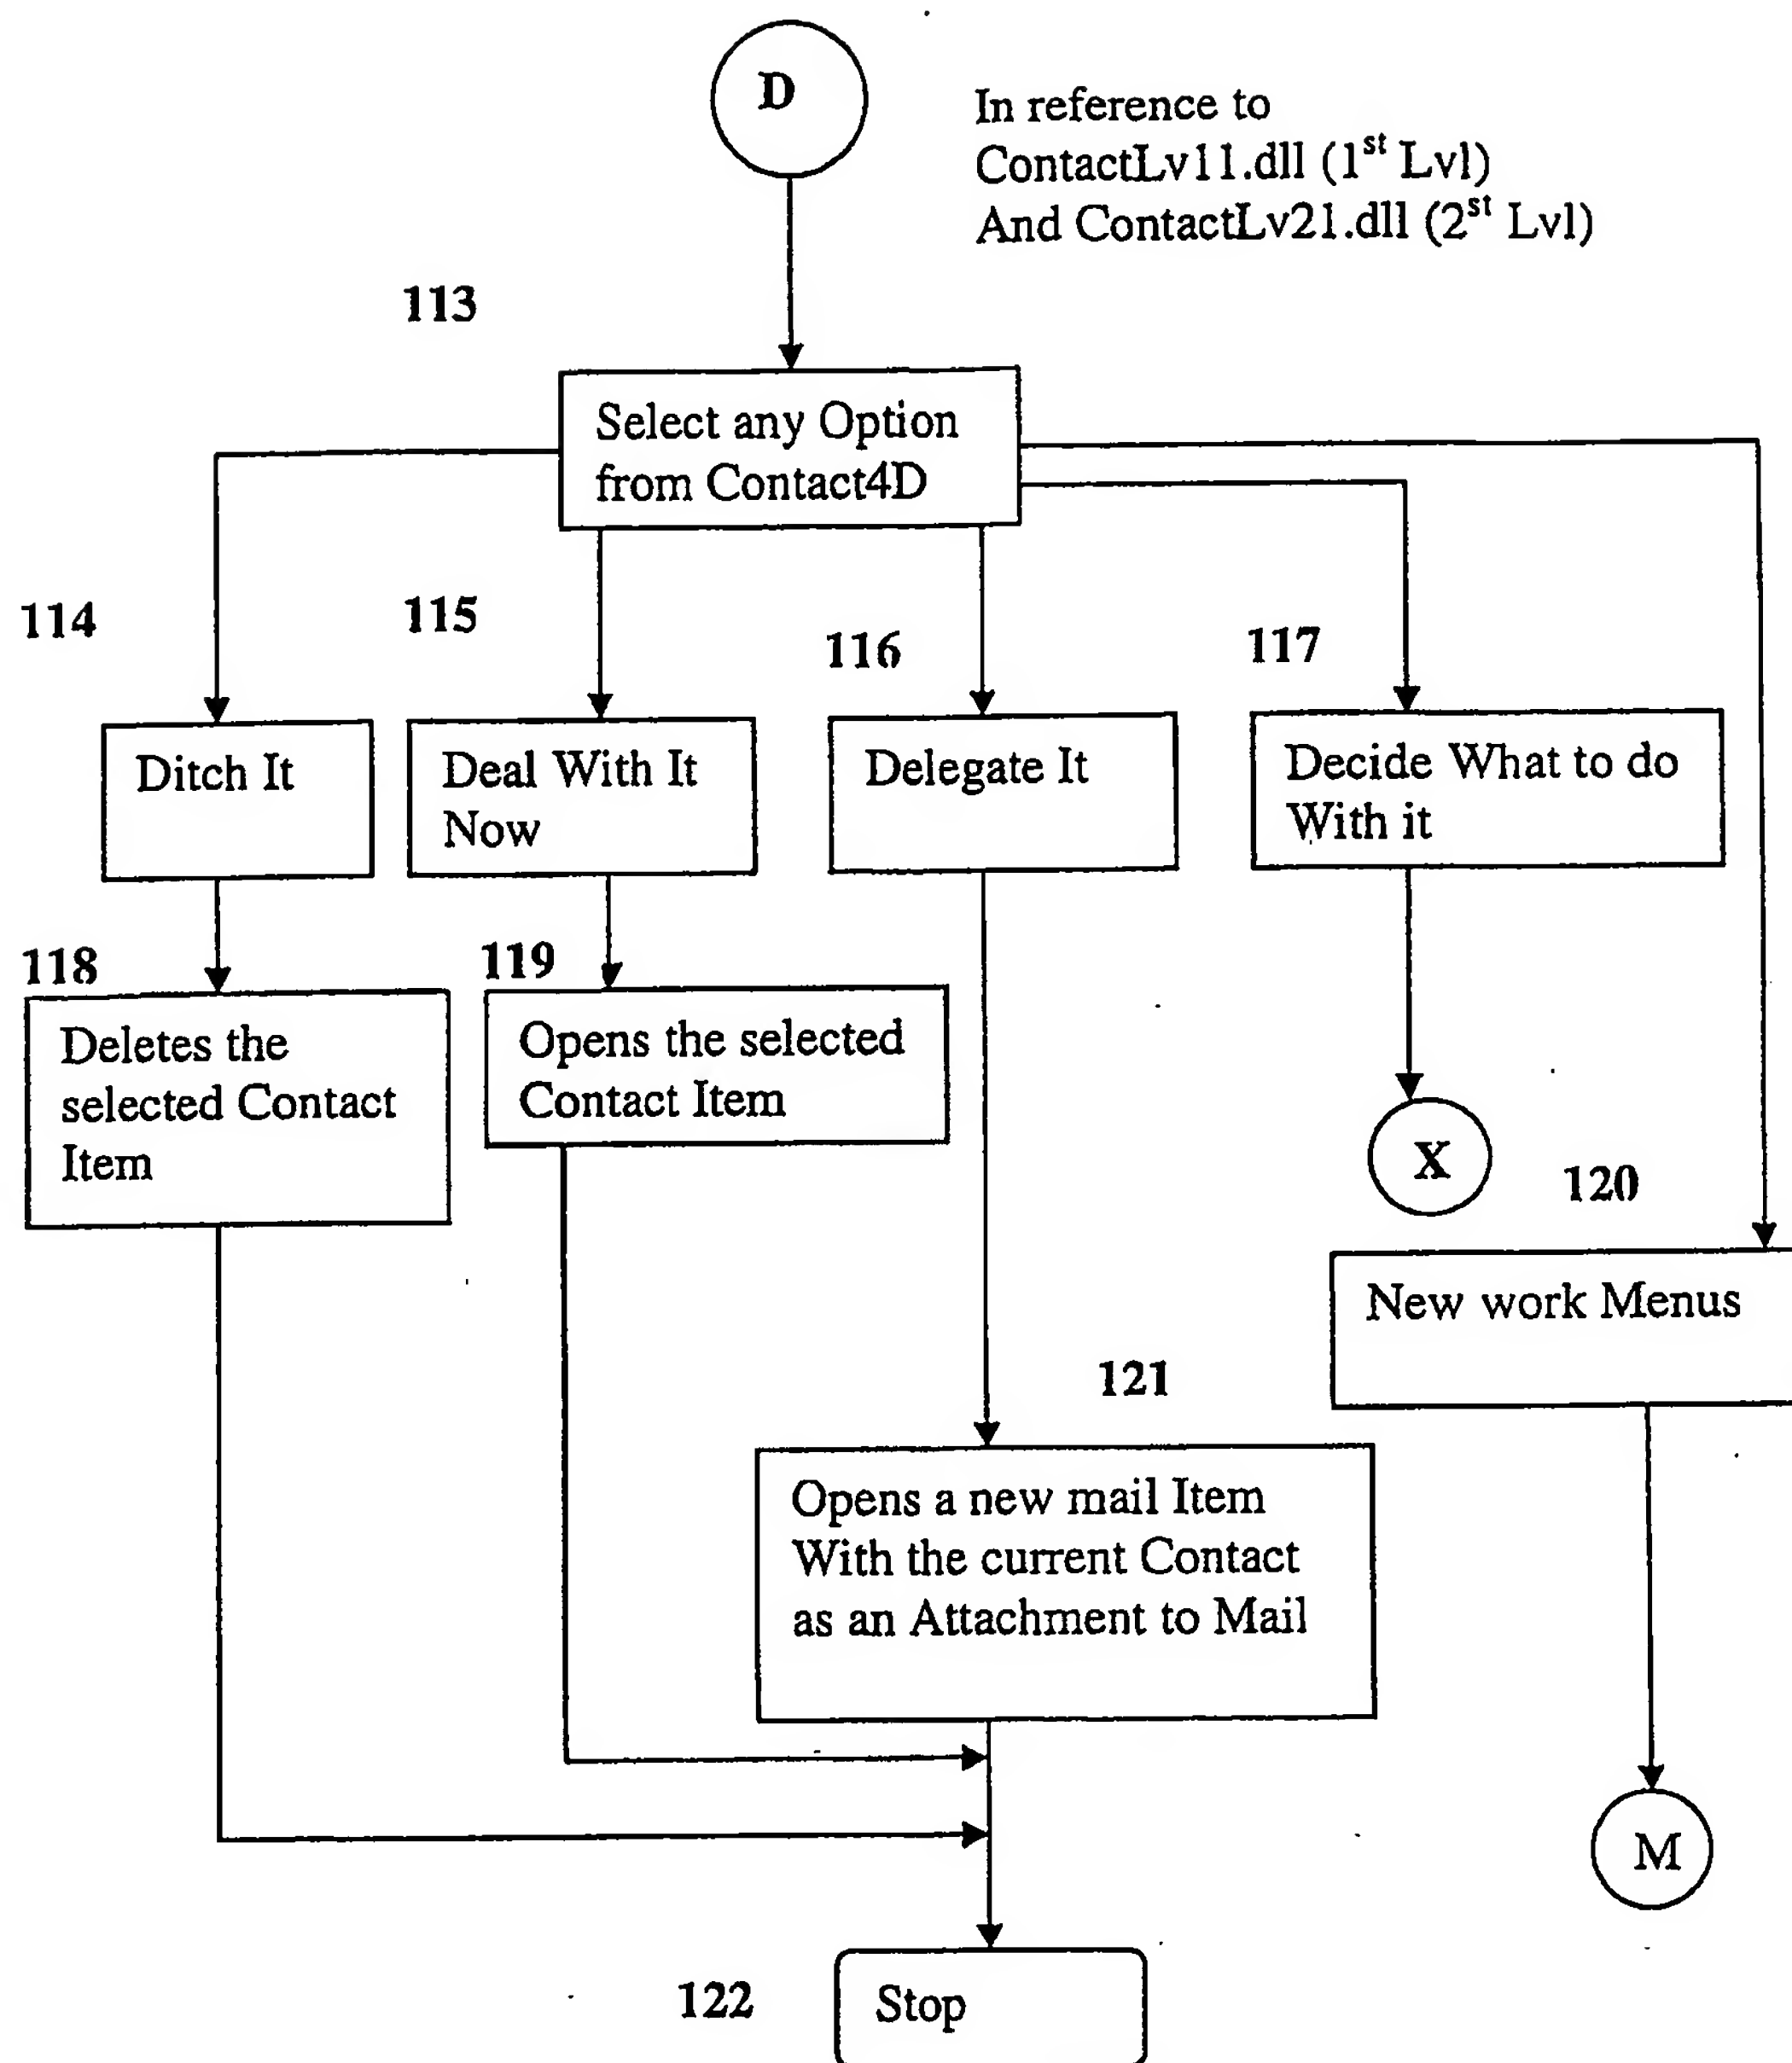 D
In reference to
ContactLv11.dll (1st Lvl)
And ContactLv21.dll (2st Lvl)
113
Select any Option
from Contact4D
114
115
116
117
Ditch It
Deal With It
Now
Delegate It
Decide What to do
With it
118
119
Deletes the
selected Contact
Item
Opens the selected
Contact Item
X
120
New work Menus
121
Opens a new mail Item
With the current Contact
as an Attachment to Mail
M
122
Stop